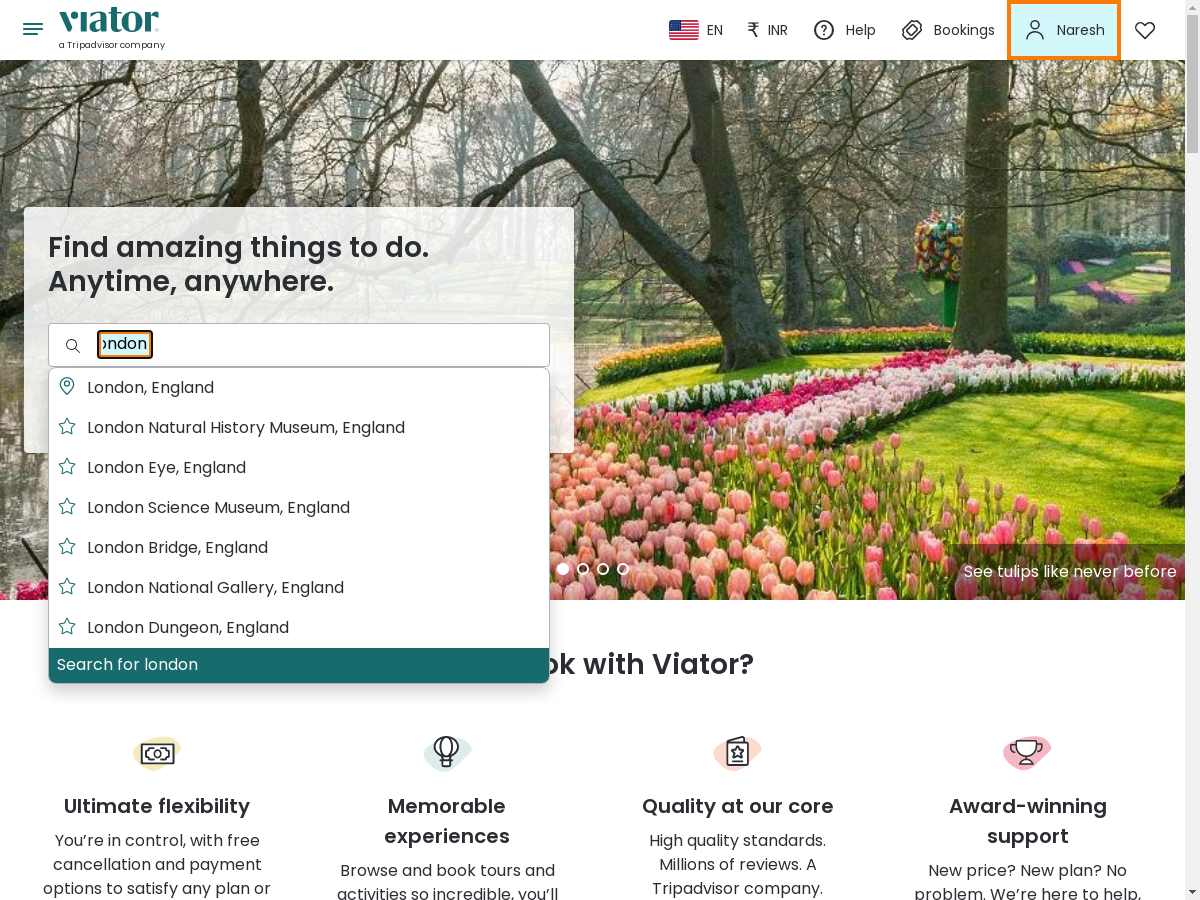 viator
a Tripadvisor company
EN
₹ INR
Help
Bookings
Naresh
Find amazing things to do.
Anytime, anywhere.
ondon
London, England
London Natural History Museum, England
London Eye, England
London Science Museum, England
London Bridge, England
London National Gallery, England
London Dungeon, England
Search for london
See tulips like never before
ok with Viator?
Ultimate flexibility
You’re in control, with free
cancellation and payment
options to satisfy any plan or
Memorable
experiences
Browse and book tours and
activities so incredible, you’ll
Quality at our core
High quality standards.
Millions of reviews. A
Tripadvisor company.
Award-winning
support
New price? New plan? No
problem. We’re here to help,